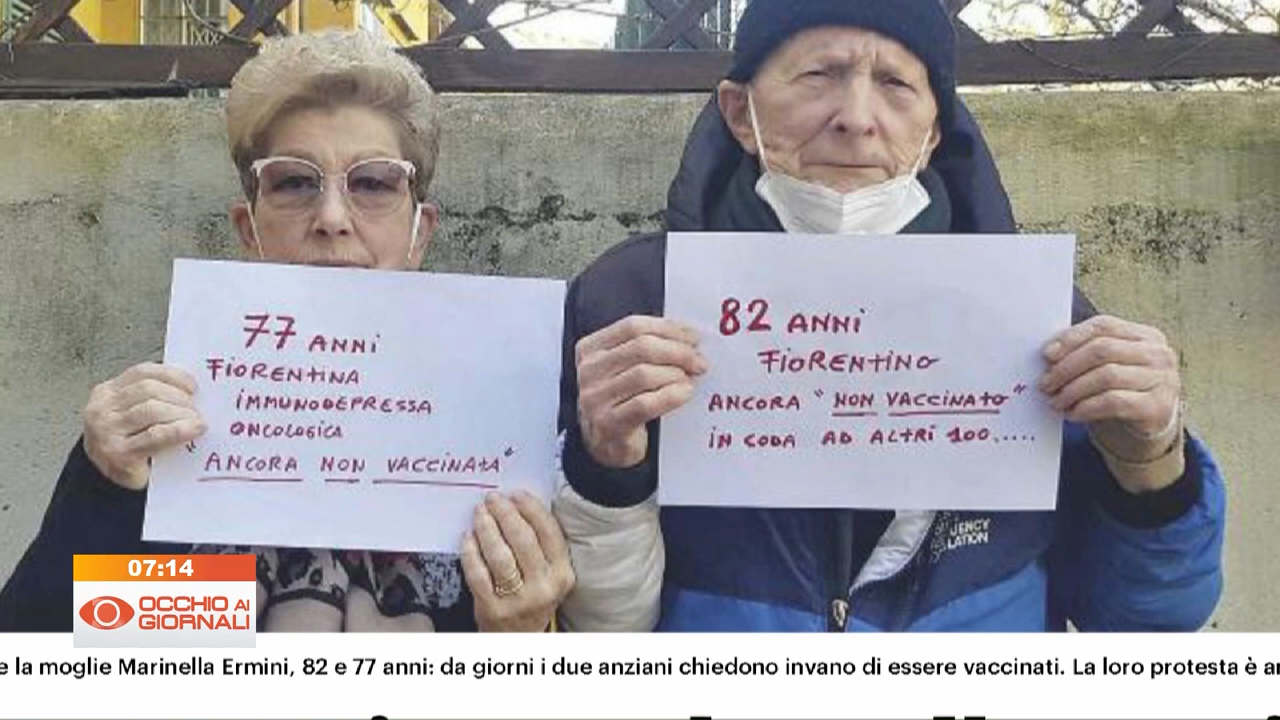 77 ANNI
FIORENTINA
IMMUNODEPRESSA
ONCOLOGICA
"ANCORA NON VACCINATA"
82 ANNI
FIORENTINO
ANCORA "NON VACCINATO"
IN CODA AD ALTRI 100.....
UENCY
LATION
07:14
OCCHIO AI
GIORNALI
e la moglie Marinella Ermini, 82 e 77 anni: da giorni i due anziani chiedono invano di essere vaccinati. La loro protesta è